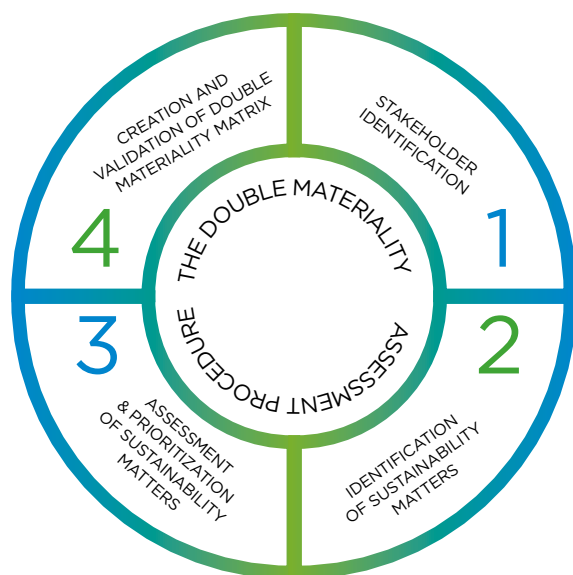 THE DOUBLE MATERIALITY
ASSESSMENT PROCEDURE
STAKEHOLDER
IDENTIFICATION
1
2
IDENTIFICATION
OF SUSTAINABILITY
MATTERS
3
ASSESSMENT
& PRIORITIZATION
OF SUSTAINABILITY
MATTERS
CREATION AND
VALIDATION OF DOUBLE
MATERIALITY MATRIX
4